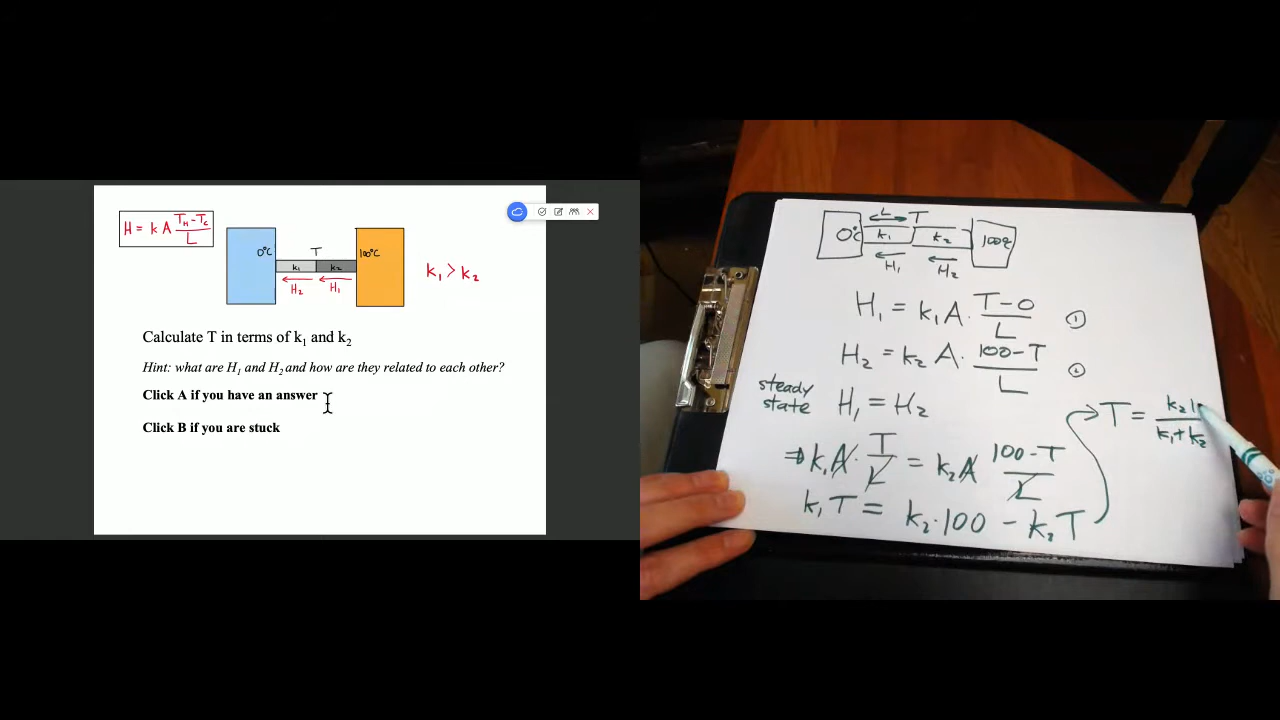 H = k A (T_H - T_C)/L
0°C T 100°C
k₁ k₂
H₂ H₁
k₁ > k₂
Calculate T in terms of k₁ and k₂
Hint: what are H₁ and H₂ and how are they related to each other?
Click A if you have an answer
Click B if you are stuck
L T
0°C k₁ k₂ 100°C
H₁ H₂
H₁ = k₁A · (T-0)/L ①
H₂ = k₂ A · (100-T)/L ②
steady state H₁ = H₂
⇒ k₁A · T/L = k₂A (100-T)/L
k₁T = k₂·100 - k₂T
T = k₂1 / (k₁+k₂)